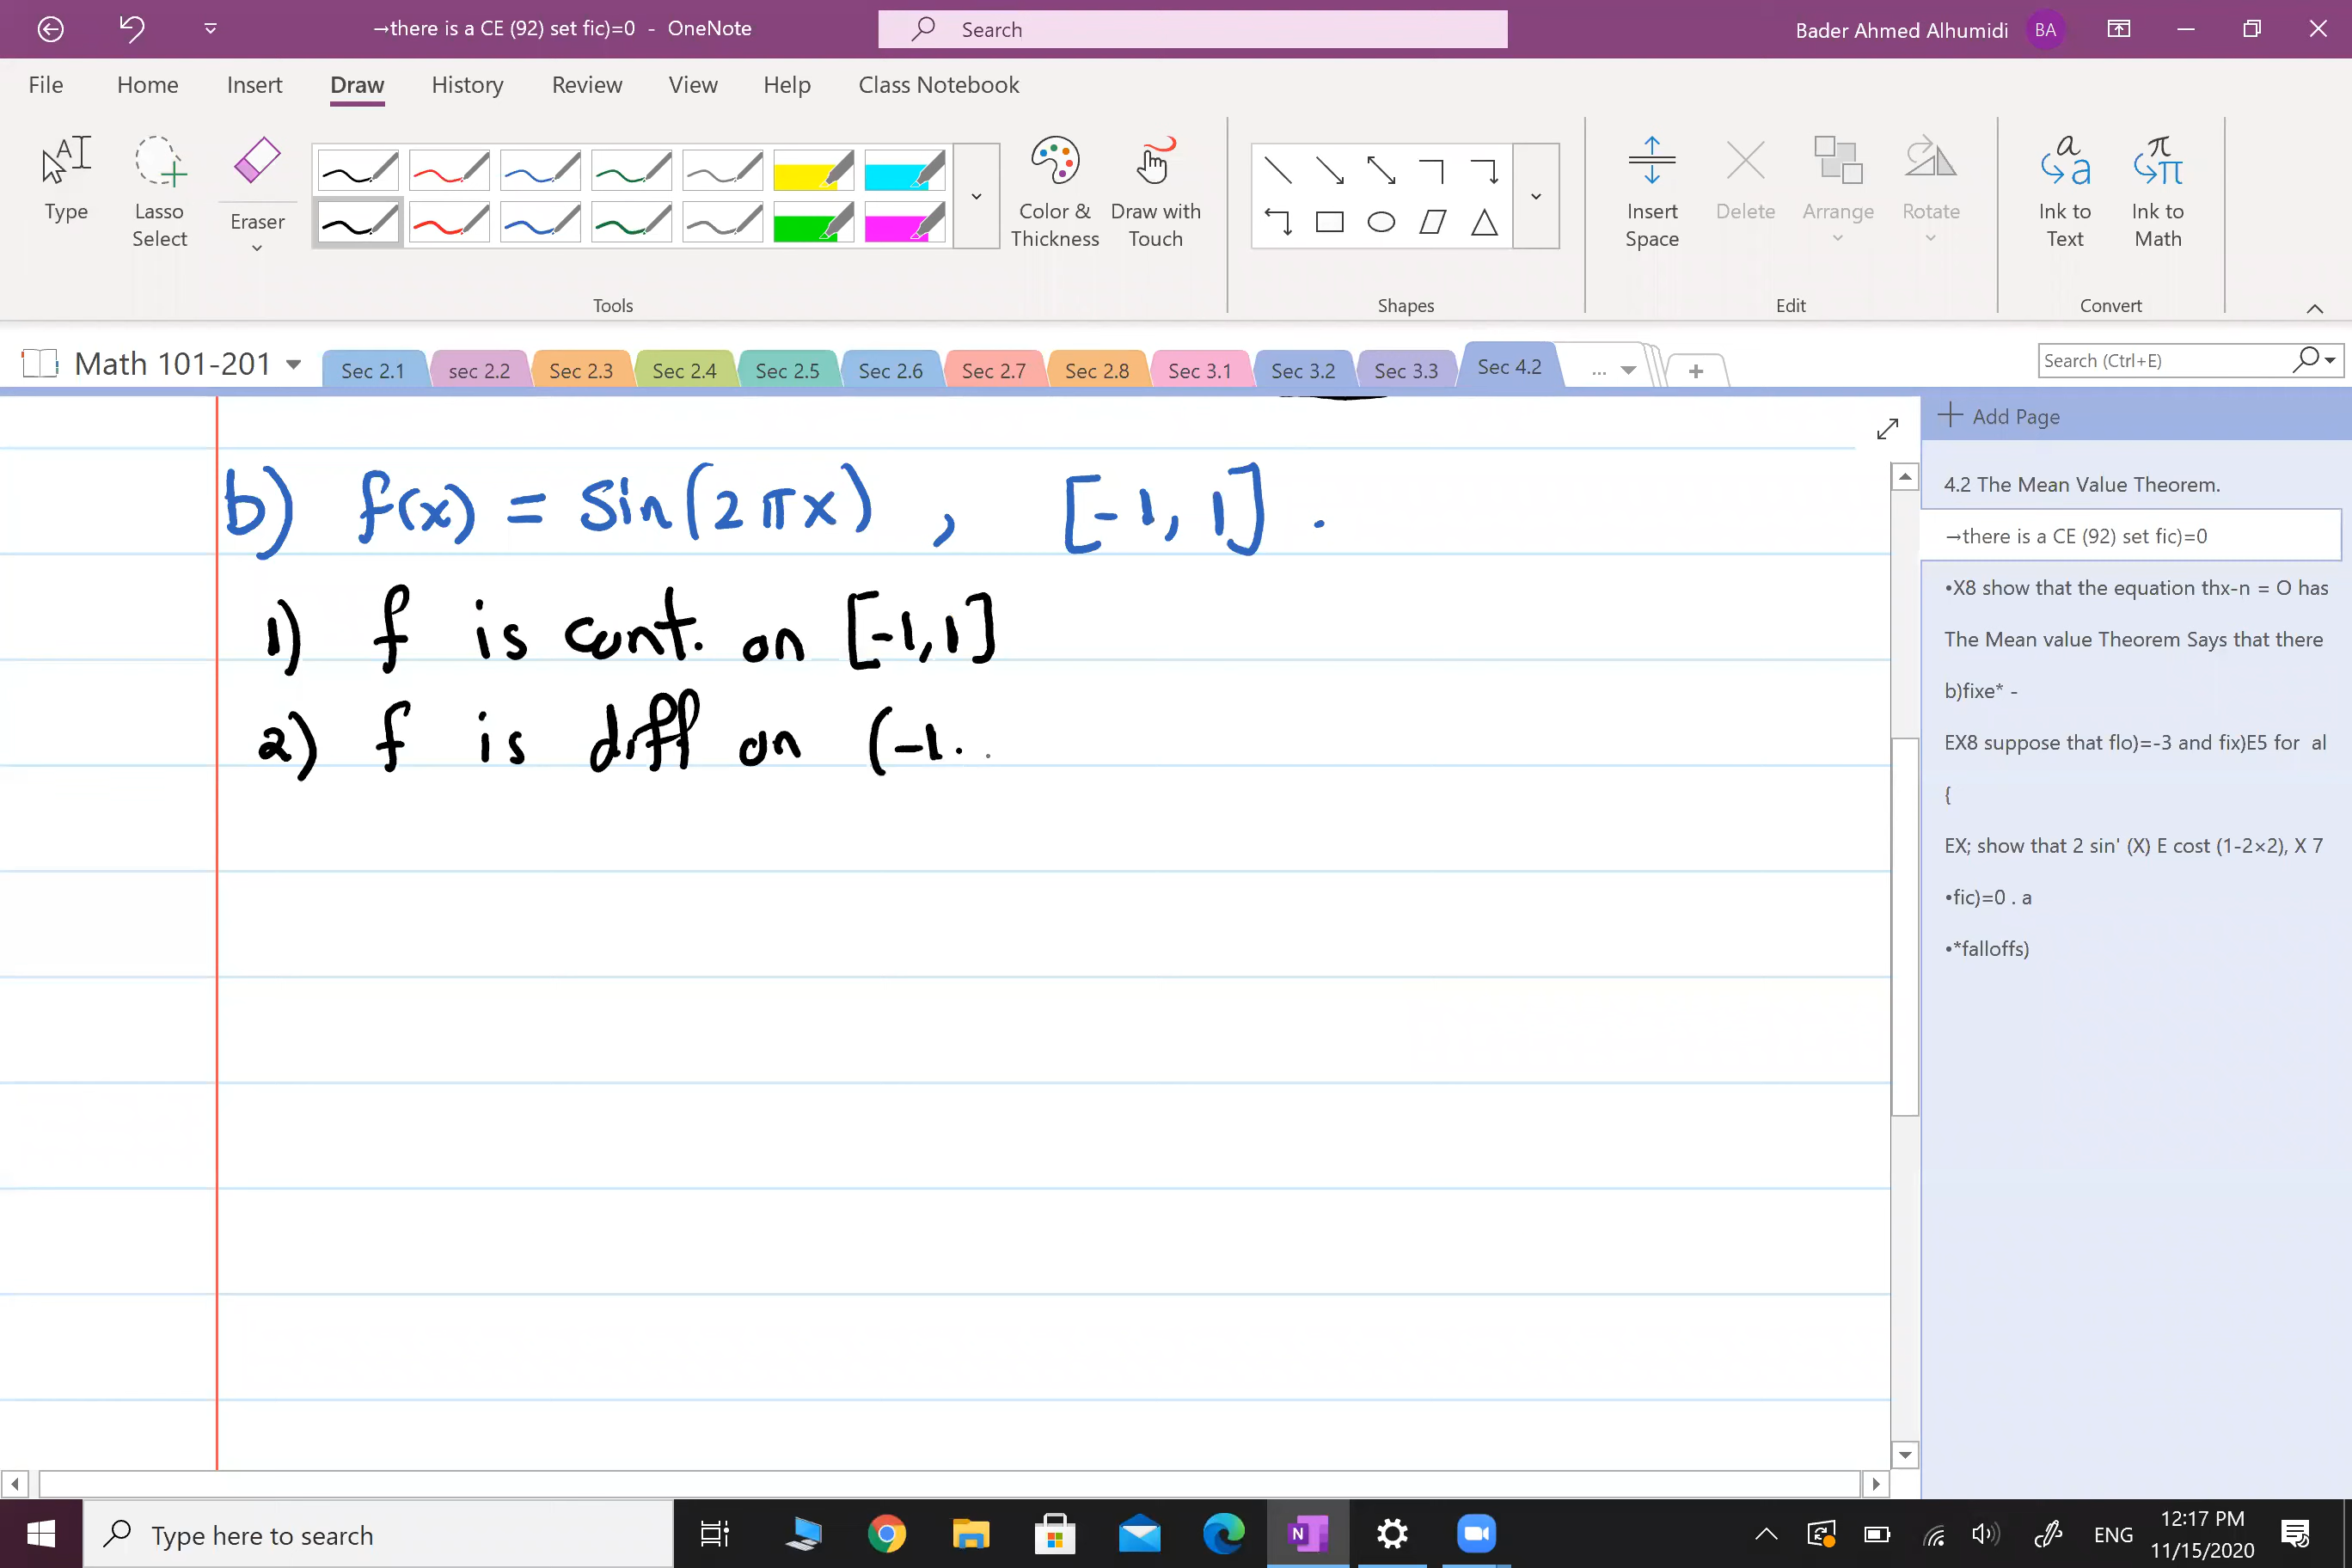 →there is a CE (92) set fic)=0 - OneNote
Search
Bader Ahmed Alhumidi
BA
File
Home
Insert
Draw
History
Review
View
Help
Class Notebook
Type
Lasso Select
Eraser
Color & Thickness
Draw with Touch
Insert Space
Delete
Arrange
Rotate
Ink to Text
Ink to Math
Tools
Shapes
Edit
Convert
Math 101-201
Sec 2.1
sec 2.2
Sec 2.3
Sec 2.4
Sec 2.5
Sec 2.6
Sec 2.7
Sec 2.8
Sec 3.1
Sec 3.2
Sec 3.3
Sec 4.2
...
Search (Ctrl+E)
b) f(x) = sin(2πx) , [-1, 1] .
1) f is cont. on [-1,1]
2) f is diff on (-1.
Add Page
4.2 The Mean Value Theorem.
→there is a CE (92) set fic)=0
•X8 show that the equation thx-n = O has
The Mean value Theorem Says that there
b)fixe* -
EX8 suppose that flo)=-3 and fix)E5 for al
{
EX; show that 2 sin' (X) E cost (1-2×2), X 7
•fic)=0 . a
•*falloffs)
Type here to search
ENG
12:17 PM
11/15/2020